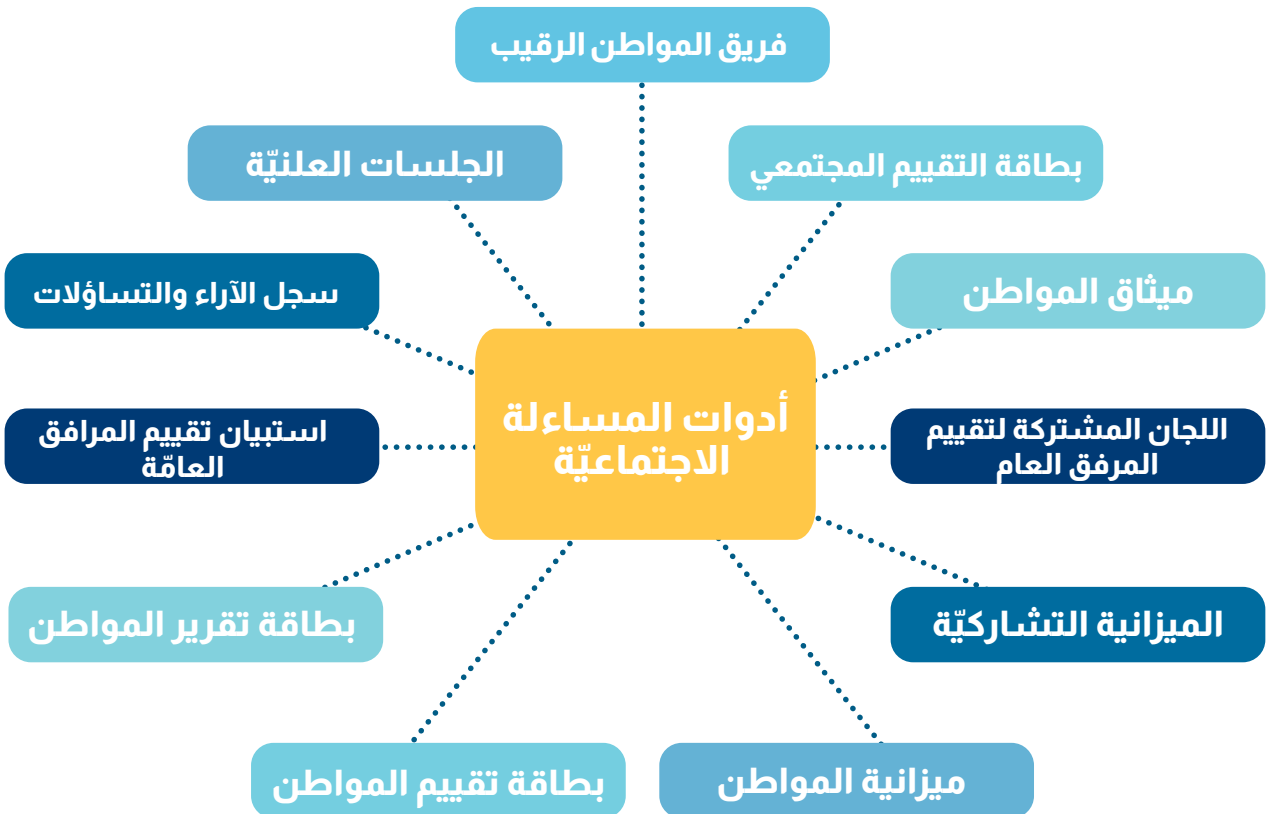 فريق المواطن الرقيب
بطاقة التقييم المجتمعي
الجلسات العلنيّة
ميثاق المواطن
سجل الآراء والتساؤلات
أدوات المساءلة
الاجتماعيّة
اللجان المشتركة لتقييم
المرفق العام
استبيان تقييم المرافق
العامّة
الميزانية التشاركيّة
بطاقة تقرير المواطن
ميزانية المواطن
بطاقة تقييم المواطن